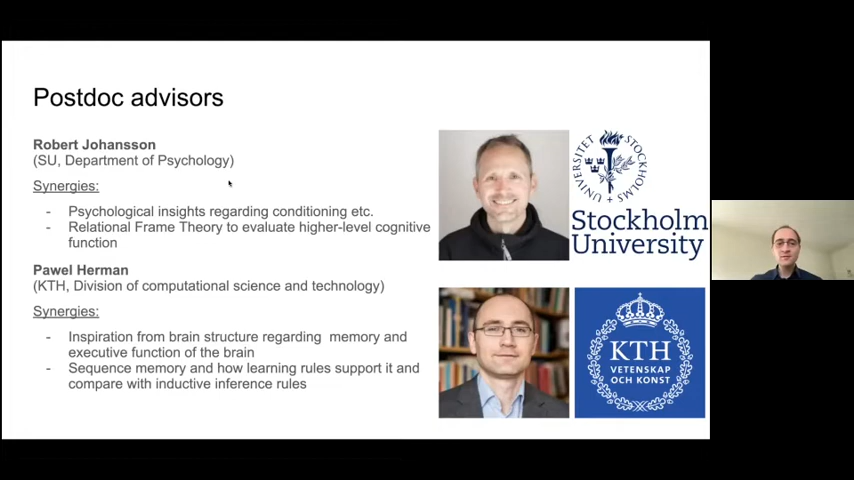 Postdoc advisors
Robert Johansson
(SU, Department of Psychology)
Synergies:
- Psychological insights regarding conditioning etc.
- Relational Frame Theory to evaluate higher-level cognitive
function
Pawel Herman
(KTH, Division of computational science and technology)
Synergies:
- Inspiration from brain structure regarding memory and
executive function of the brain
- Sequence memory and how learning rules support it and
compare with inductive inference rules
STOCKHOLMS UNIVERSITET
Stockholm
University
KTH
VETENSKAP
OCH KONST